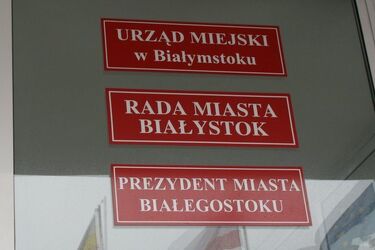 URZĄD MIEJSKI
w Białymstoku
RADA MIASTA
BIAŁYSTOK
PREZYDENT MIASTA
BIAŁEGOSTOKU